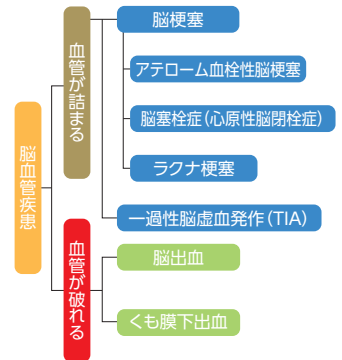 脳血管疾患
血管が詰まる
脳梗塞
アテローム血栓性脳梗塞
脳塞栓症(心原性脳閉栓症)
ラクナ梗塞
一過性脳虚血発作(TIA)
血管が破れる
脳出血
くも膜下出血